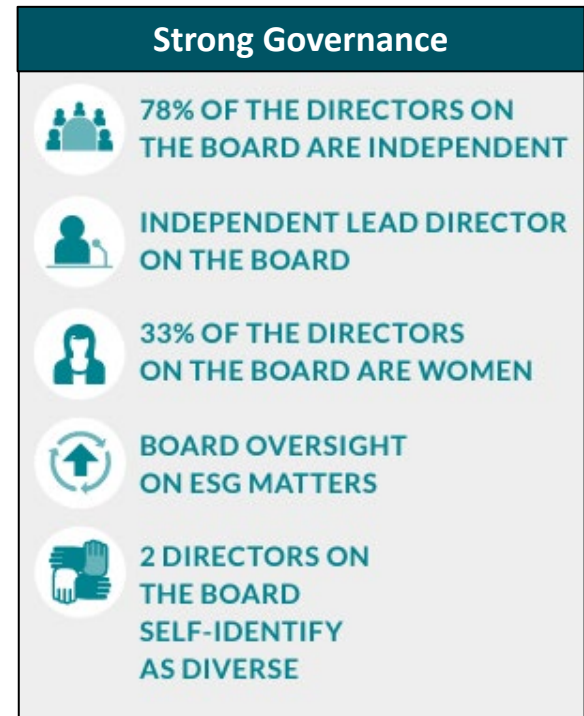 Strong Governance
78% OF THE DIRECTORS ON
THE BOARD ARE INDEPENDENT
INDEPENDENT LEAD DIRECTOR
ON THE BOARD
33% OF THE DIRECTORS
ON THE BOARD ARE WOMEN
BOARD OVERSIGHT
ON ESG MATTERS
2 DIRECTORS ON
THE BOARD
SELF-IDENTIFY
AS DIVERSE